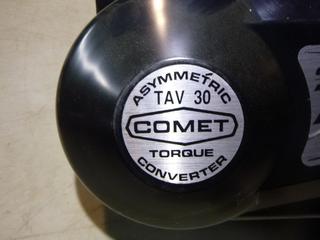 ASYMMETRIC
TAV 30
COMET
TORQUE
CONVERTER